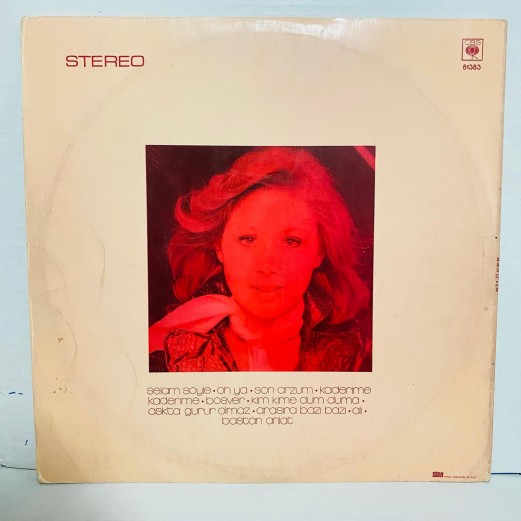 STEREO
CBS
81383
selam söyle • oh ya • son arzum • kaderime
kaderime • boşver • kim kime dum duma •
aşkta gurur olmaz • arasıra bazı bazı • ali •
baştan anlat